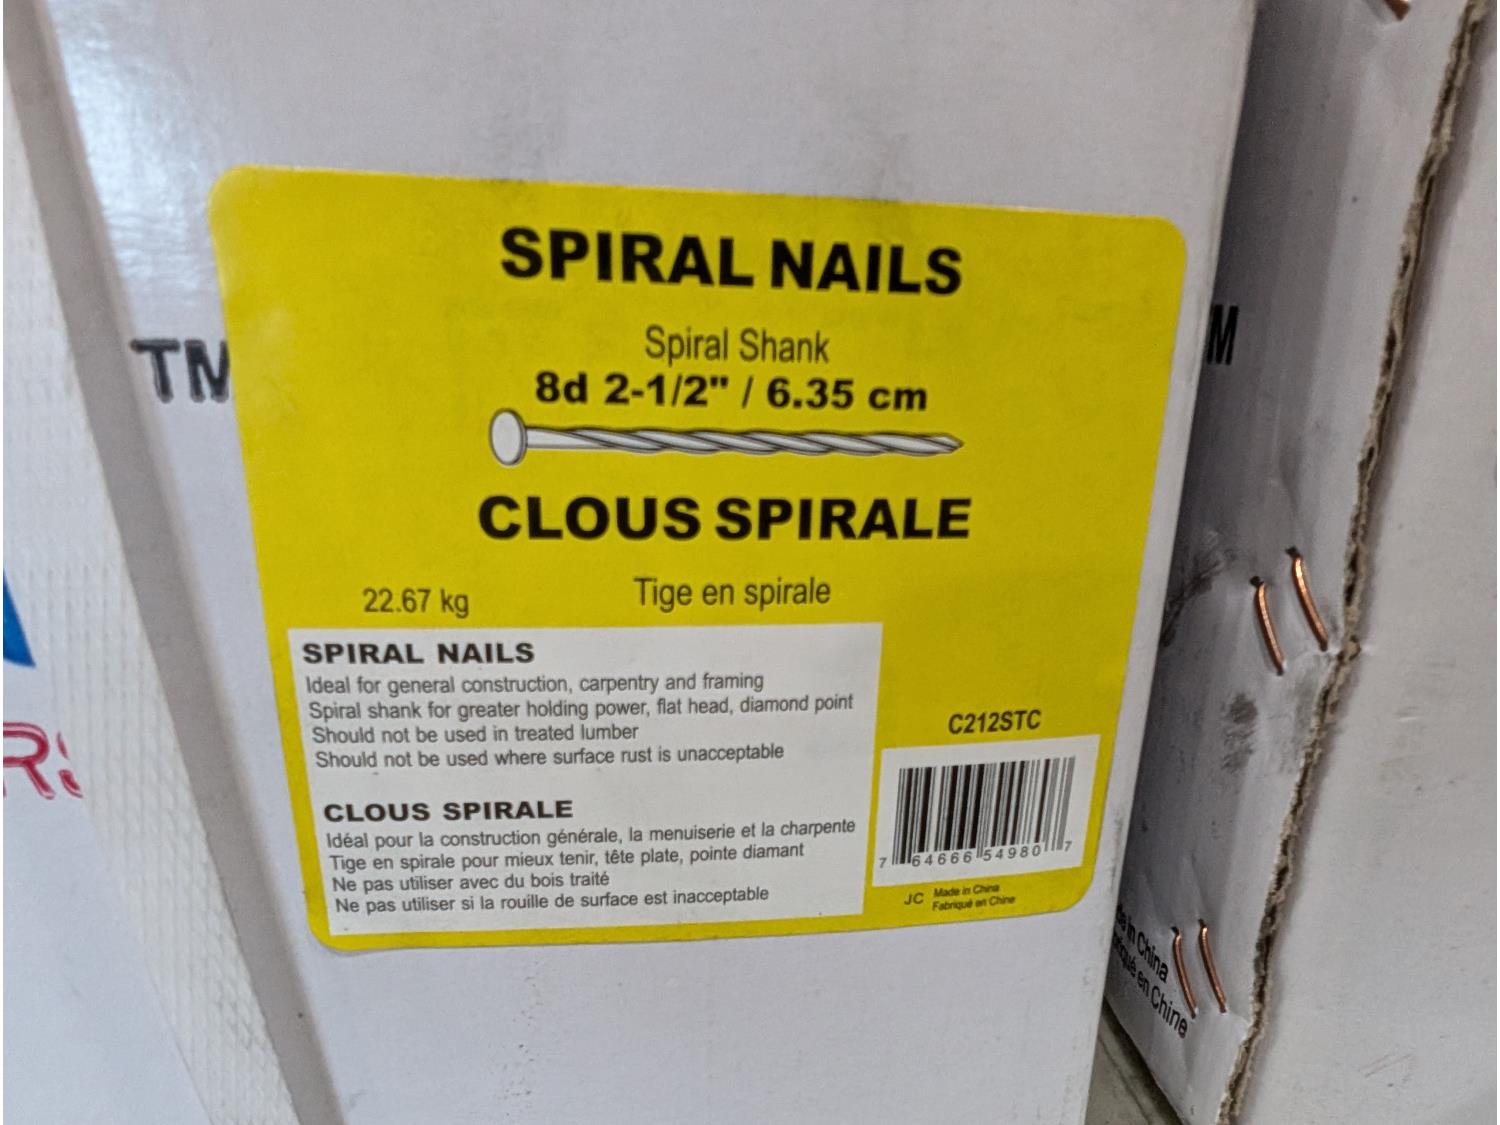 TM
SPIRAL NAILS
Spiral Shank
8d 2-1/2" / 6.35 cm
CLOUS SPIRALE
22.67 kg
Tige en spirale
SPIRAL NAILS
Ideal for general construction, carpentry and framing
Spiral shank for greater holding power, flat head, diamond point
Should not be used in treated lumber
Should not be used where surface rust is unacceptable
CLOUS SPIRALE
Idéal pour la construction générale, la menuiserie et la charpente
Tige en spirale pour mieux tenir, tête plate, pointe diamant
Ne pas utiliser avec du bois traité
Ne pas utiliser si la rouille de surface est inacceptable
C212STC
7 64666 54980 7
JC
Made in China
Fabriqué en Chine
in China
en Chine